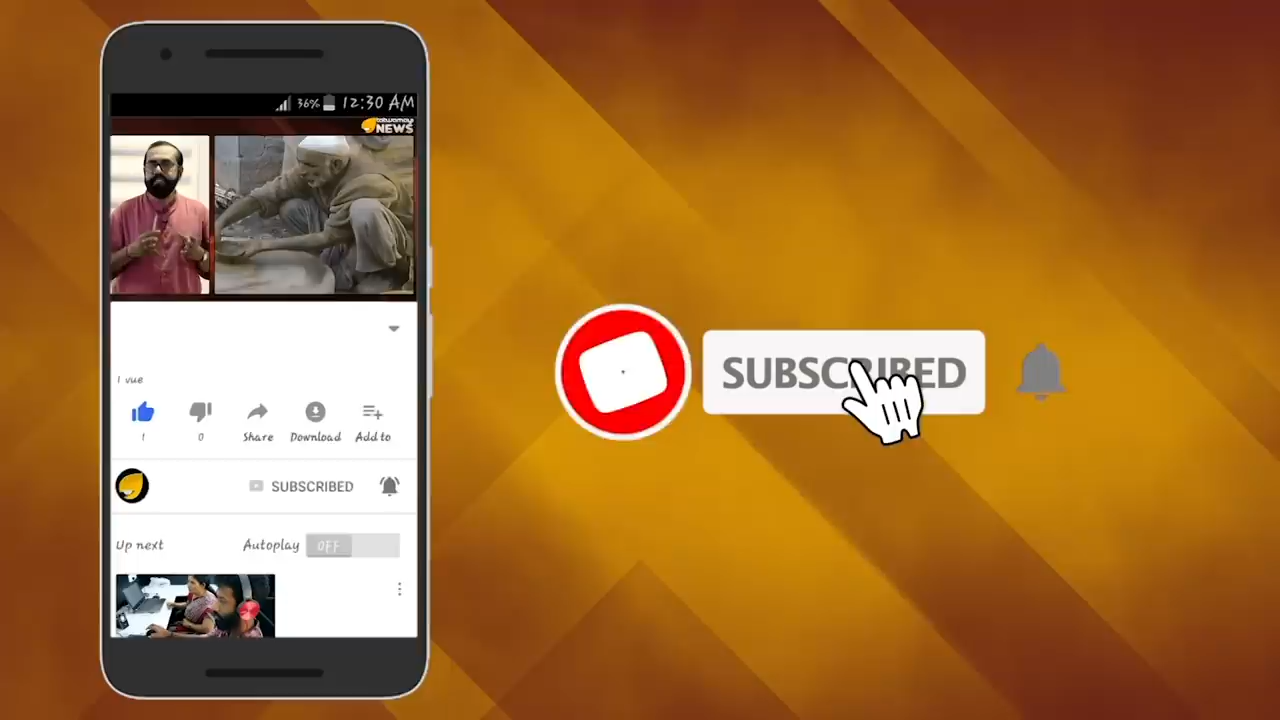 36% 12:30 AM
tatwamayi
NEWS
1 vue
1
0
Share
Download
Add to
SUBSCRIBED
Up next
Autoplay
OFF
SUBSCRIBED